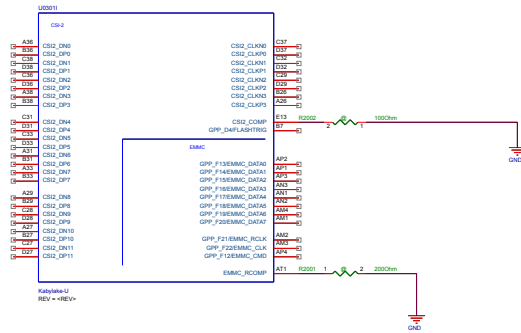 U0301I
CSI-2
A36 CSI2_DN0 CSI2_CLKN0 C37
B36 CSI2_DP0 CSI2_CLKP0 D37
C38 CSI2_DN1 CSI2_CLKN1 C32
D38 CSI2_DP1 CSI2_CLKP1 D32
C36 CSI2_DN2 CSI2_CLKN2 C29
D36 CSI2_DP2 CSI2_CLKP2 D29
A38 CSI2_DN3 CSI2_CLKN3 B26
B38 CSI2_DP3 CSI2_CLKP3 A26
C31 CSI2_DN4 CSI2_COMP E13 R2002 2 @ 1 100Ohm
D31 CSI2_DP4 GPP_D4/FLASHTRIG B7
C33 CSI2_DN5
D33 CSI2_DP5 EMMC
A31 CSI2_DN6
B31 CSI2_DP6 GPP_F13/EMMC_DATA0 AP2
A33 CSI2_DN7 GPP_F14/EMMC_DATA1 AP1
B33 CSI2_DP7 GPP_F15/EMMC_DATA2 AP3
GPP_F16/EMMC_DATA3 AN3
A29 CSI2_DN8 GPP_F17/EMMC_DATA4 AN1
B29 CSI2_DP8 GPP_F18/EMMC_DATA5 AN2
C28 CSI2_DN9 GPP_F19/EMMC_DATA6 AM4
D28 CSI2_DP9 GPP_F20/EMMC_DATA7 AM1
A27 CSI2_DN10
B27 CSI2_DP10 GPP_F21/EMMC_RCLK AM2
C27 CSI2_DN11 GPP_F22/EMMC_CLK AM3
D27 CSI2_DP11 GPP_F12/EMMC_CMD AP4
EMMC_RCOMP AT1 R2001 1 @ 2 200Ohm
GND
Kabylake-U
REV = <REV>
GND